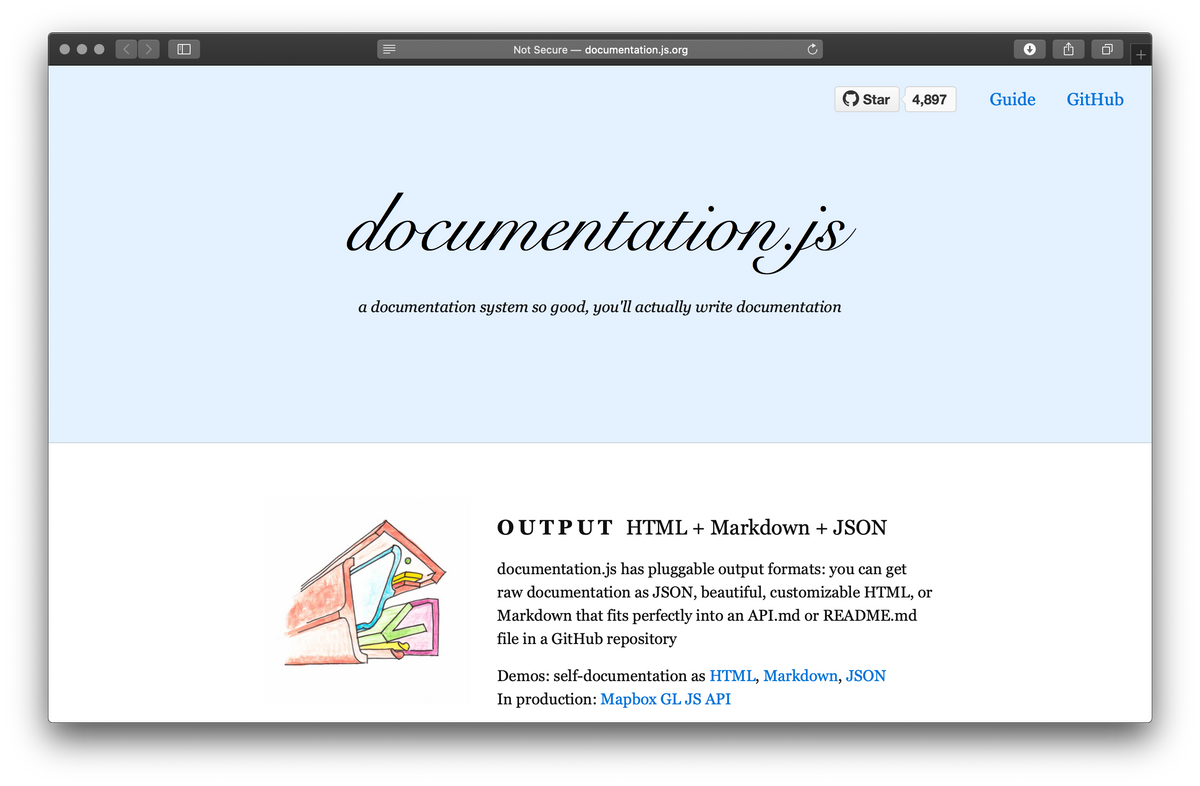 Not Secure — documentation.js.org
Star 4,897 Guide GitHub
documentation.js
a documentation system so good, you'll actually write documentation
OUTPUT HTML + Markdown + JSON
documentation.js has pluggable output formats: you can get
raw documentation as JSON, beautiful, customizable HTML, or
Markdown that fits perfectly into an API.md or README.md
file in a GitHub repository
Demos: self-documentation as HTML, Markdown, JSON
In production: Mapbox GL JS API